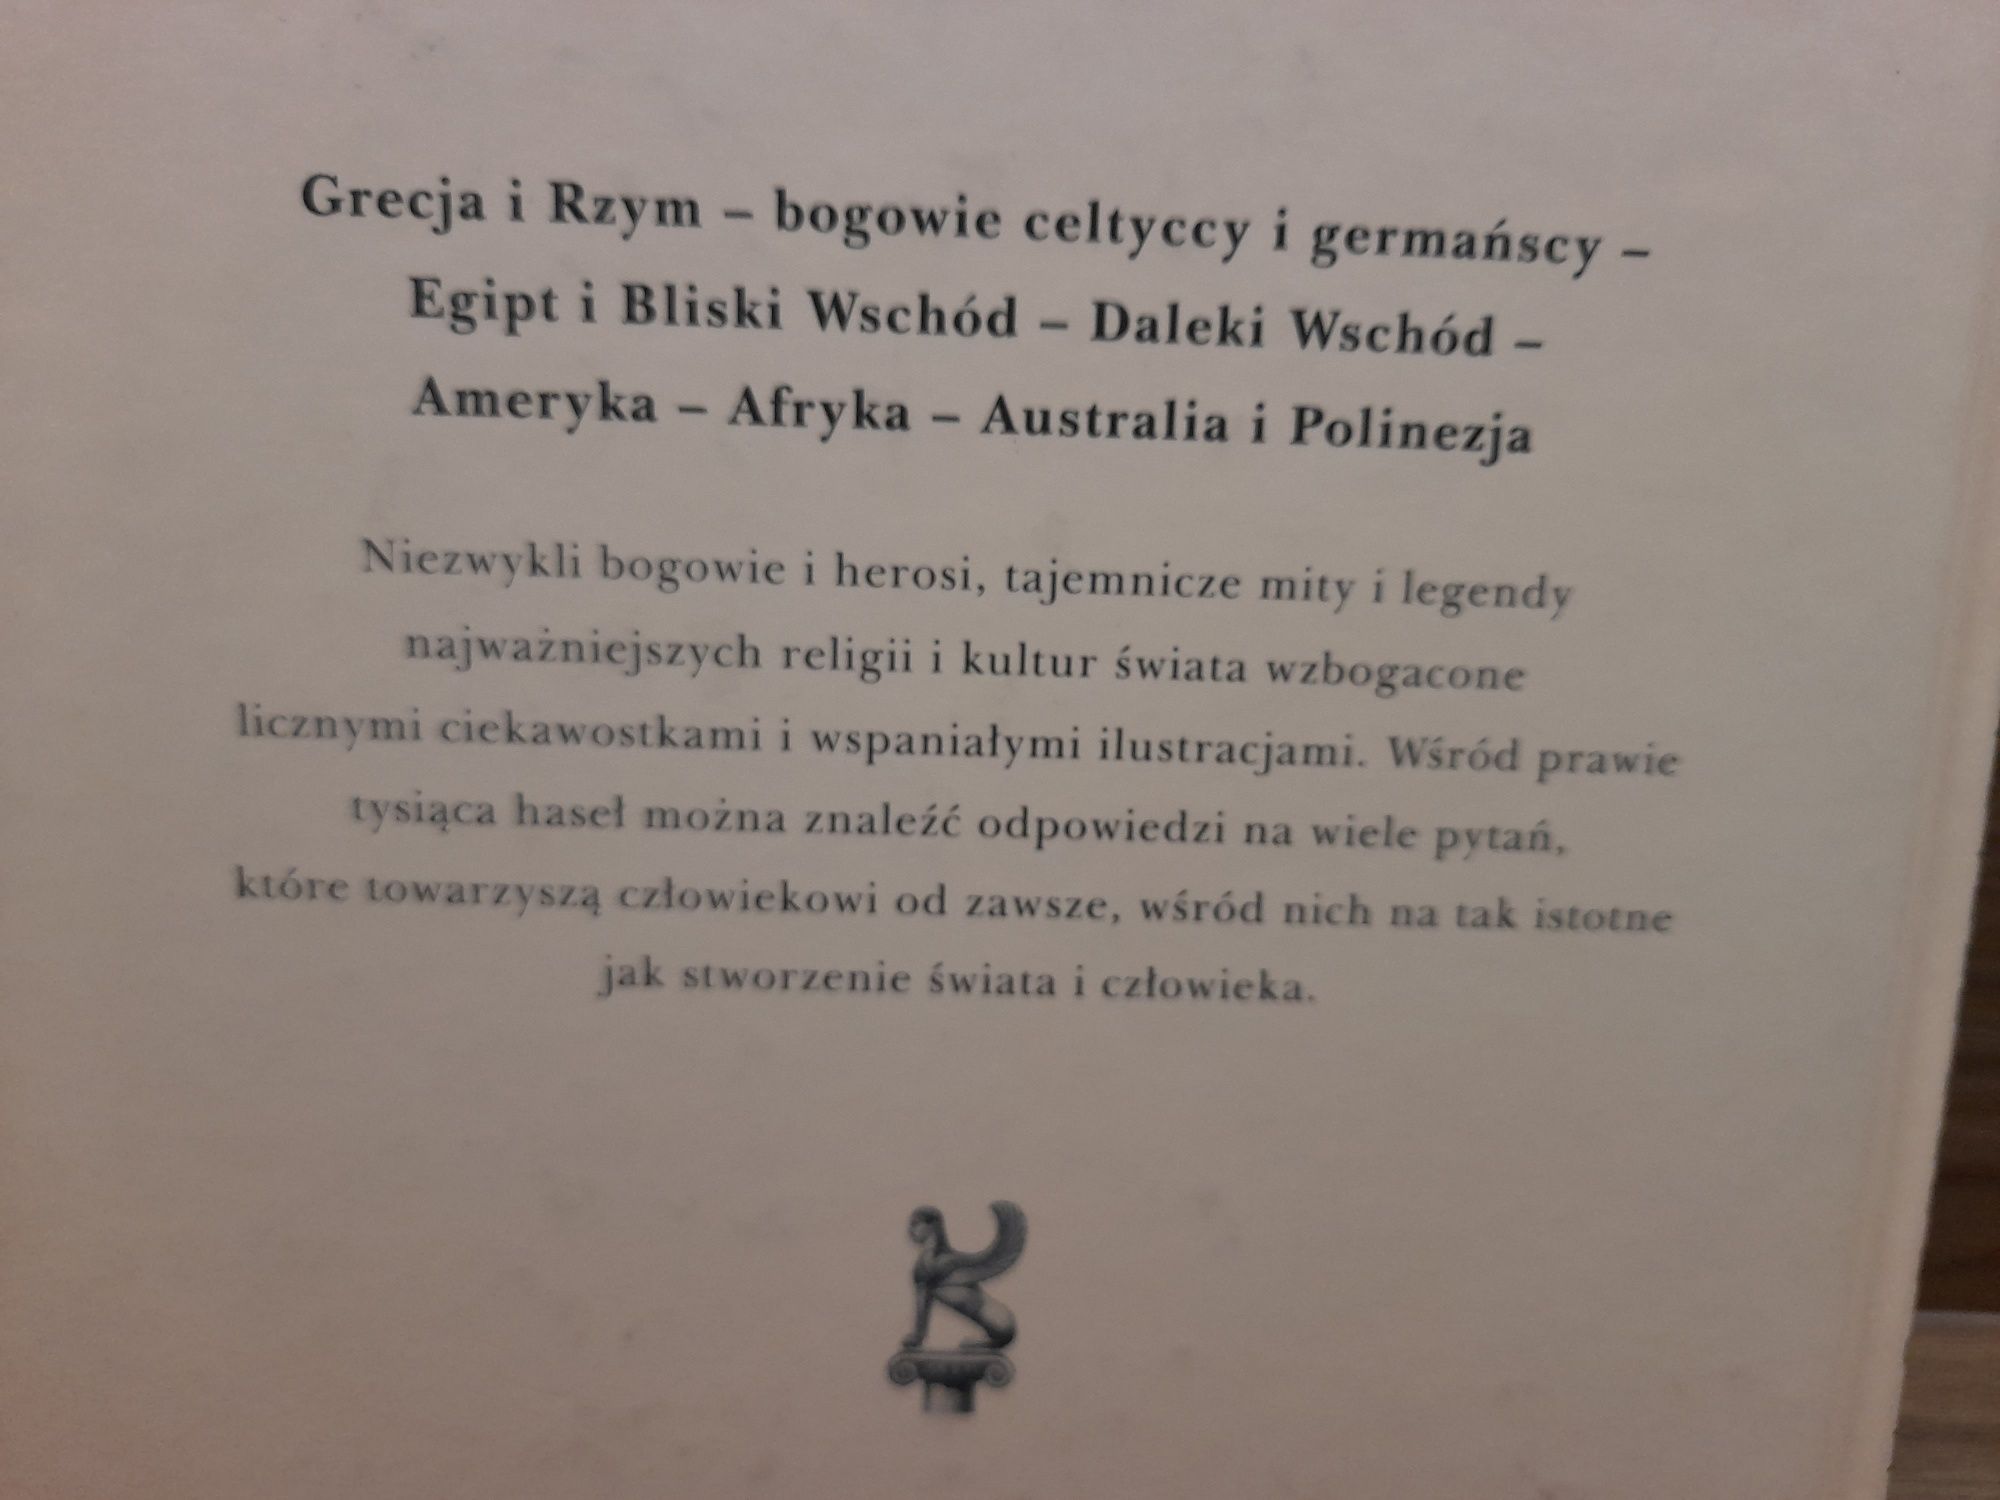 Grecja i Rzym – bogowie celtyccy i germańscy –
Egipt i Bliski Wschód – Daleki Wschód –
Ameryka – Afryka – Australia i Polinezja
Niezwykli bogowie i herosi, tajemnicze mity i legendy
najważniejszych religii i kultur świata wzbogacone
licznymi ciekawostkami i wspaniałymi ilustracjami. Wśród prawie
tysiąca haseł można znaleźć odpowiedzi na wiele pytań,
które towarzyszą człowiekowi od zawsze, wśród nich na tak istotne
jak stworzenie świata i człowieka.